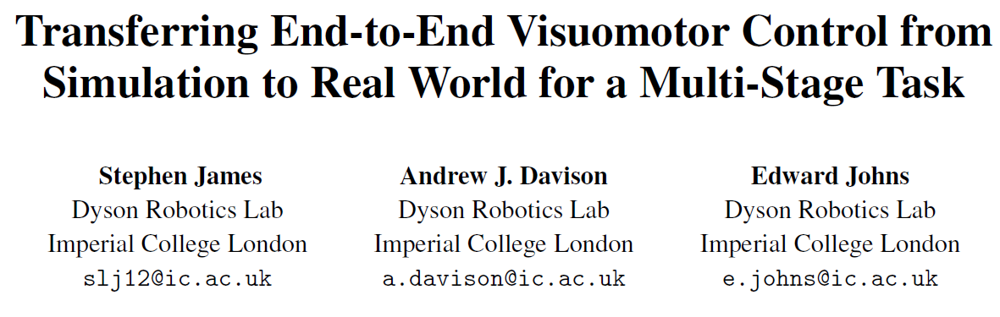 Transferring End-to-End Visuomotor Control from
Simulation to Real World for a Multi-Stage Task
Stephen James
Dyson Robotics Lab
Imperial College London
slj12@ic.ac.uk
Andrew J. Davison
Dyson Robotics Lab
Imperial College London
a.davison@ic.ac.uk
Edward Johns
Dyson Robotics Lab
Imperial College London
e.johns@ic.ac.uk